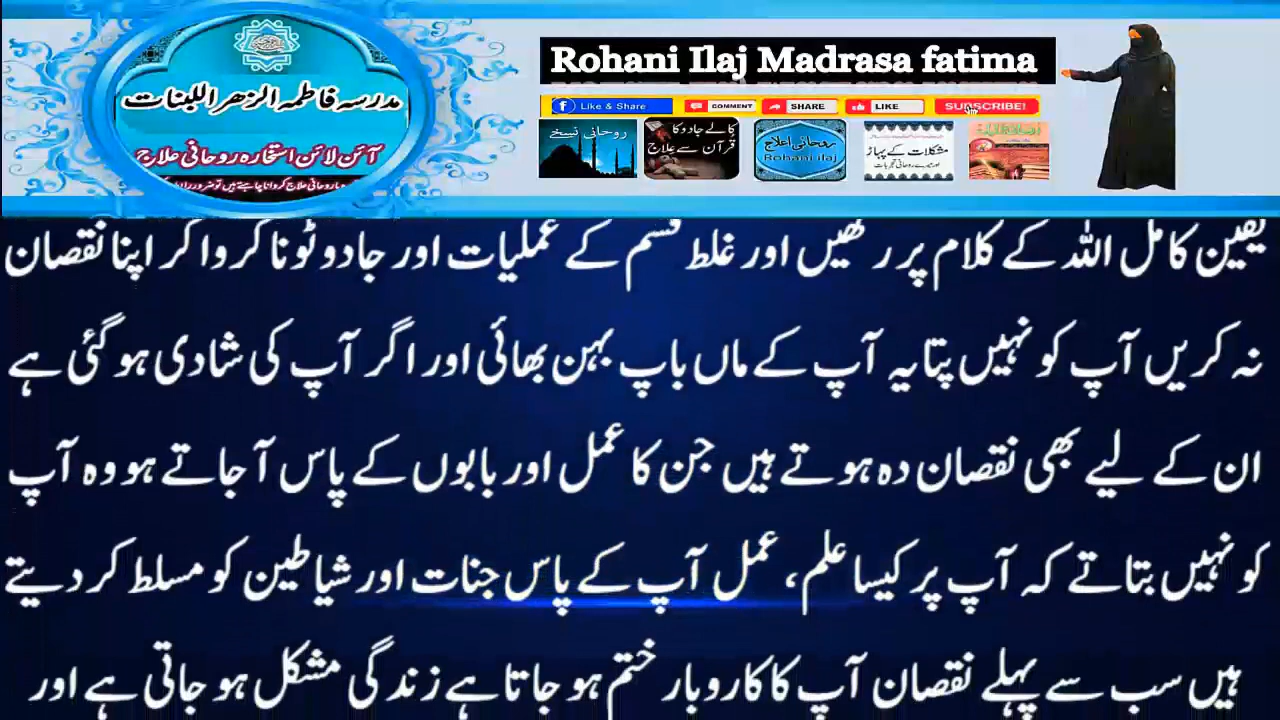 مدرسہ فاطمہ الزھرا للبنات
آئن لائن استخارہ روحانی علاج
Rohani Ilaj Madrasa fatima
Like & Share
COMMENT
SHARE
LIKE
SUBSCRIBE!
روحانی نسخ
کالے جادو کا
قرآن سے علاج
روحانی علاج
Rohani ilaj
مشکلات کے پہاڑ
یقین کامل اللہ کے کلام پر رکھیں اور غلط قسم کے عملیات اور جادو ٹونا کروا کر اپنا نقصان
نہ کریں آپ کو نہیں پتا یہ آپ کے ماں باپ بہن بھائی اور اگر آپ کی شادی ہو گئی ہے
ان کے لیے بھی نقصان دہ ہوتے ہیں جن کا عمل اور بابوں کے پاس آ جاتے ہو وہ آپ
کو نہیں بتاتے کہ آپ پر کیسا علم، عمل آپ کے پاس جنات اور شیاطین کو مسلط کر دیتے
ہیں سب سے پہلے نقصان آپ کا کاروبار ختم ہو جاتا ہے زندگی مشکل ہو جاتی ہے اور